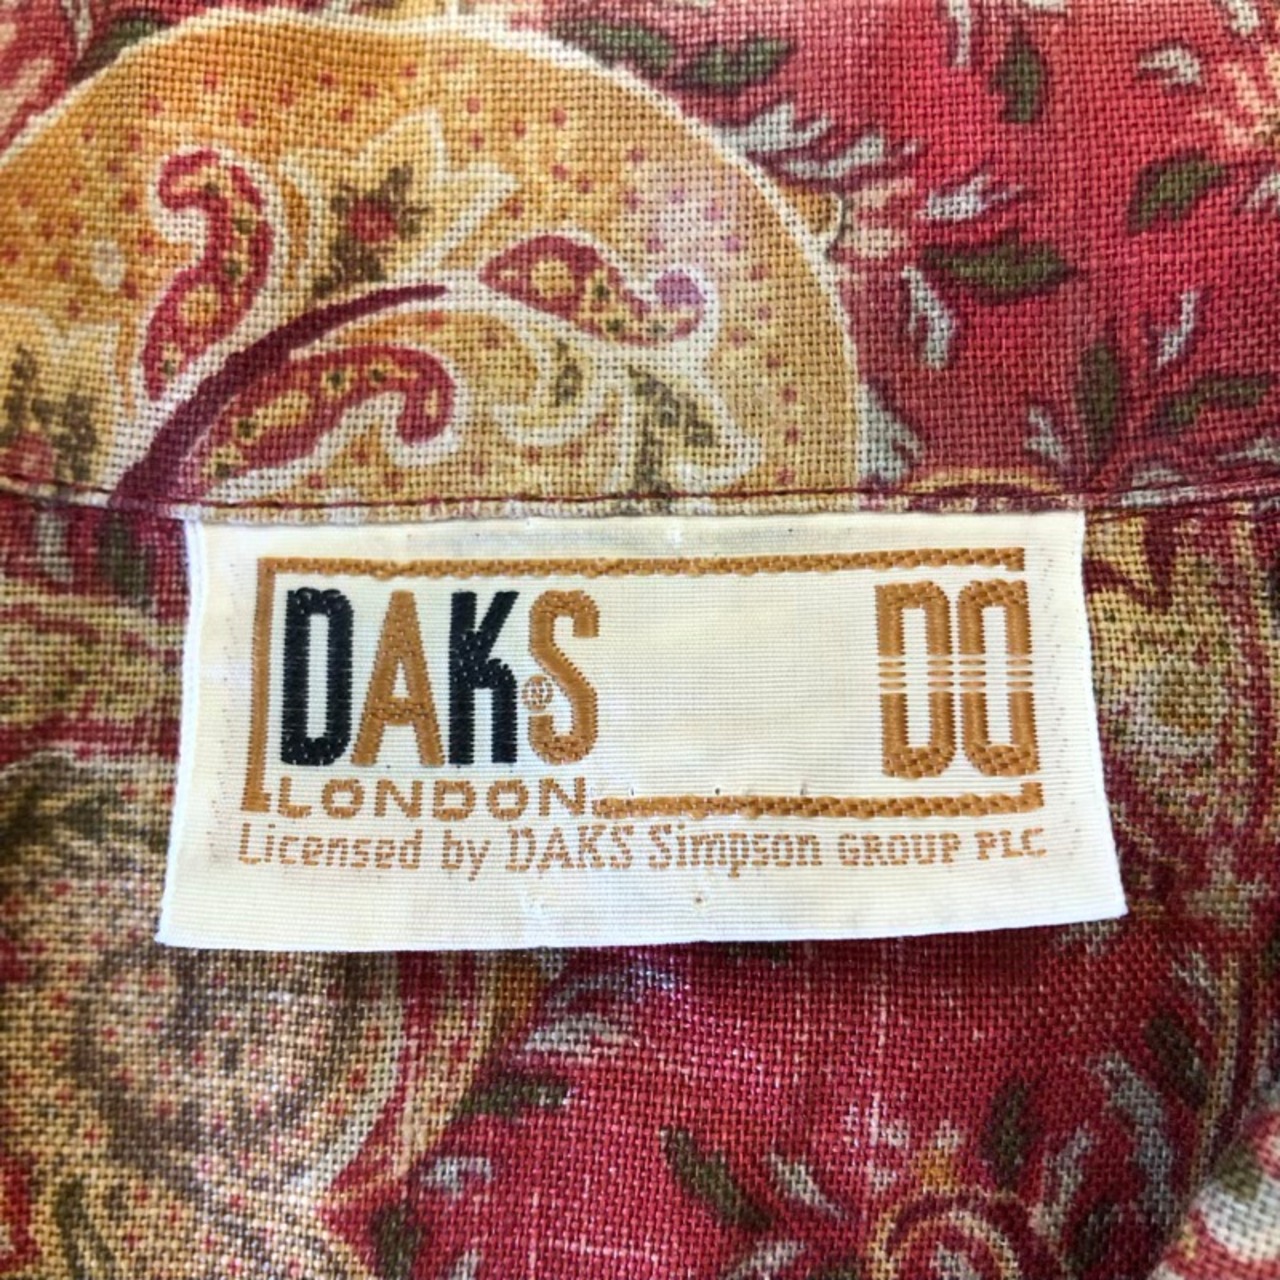 DAKS® DD
LONDON
Licensed by DAKS Simpson GROUP PLC